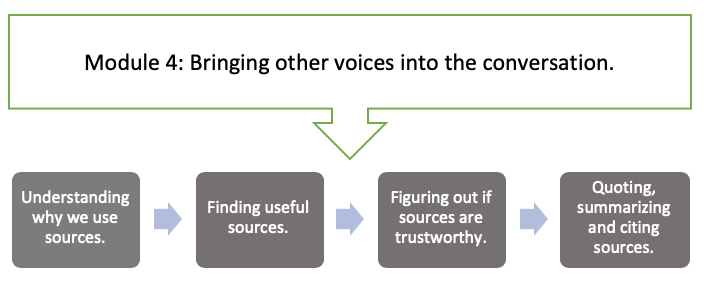 Module 4: Bringing other voices into the conversation.
Understanding
why we use
sources.
Finding useful
sources.
Figuring out if
sources are
trustworthy.
Quoting,
summarizing
and citing
sources.